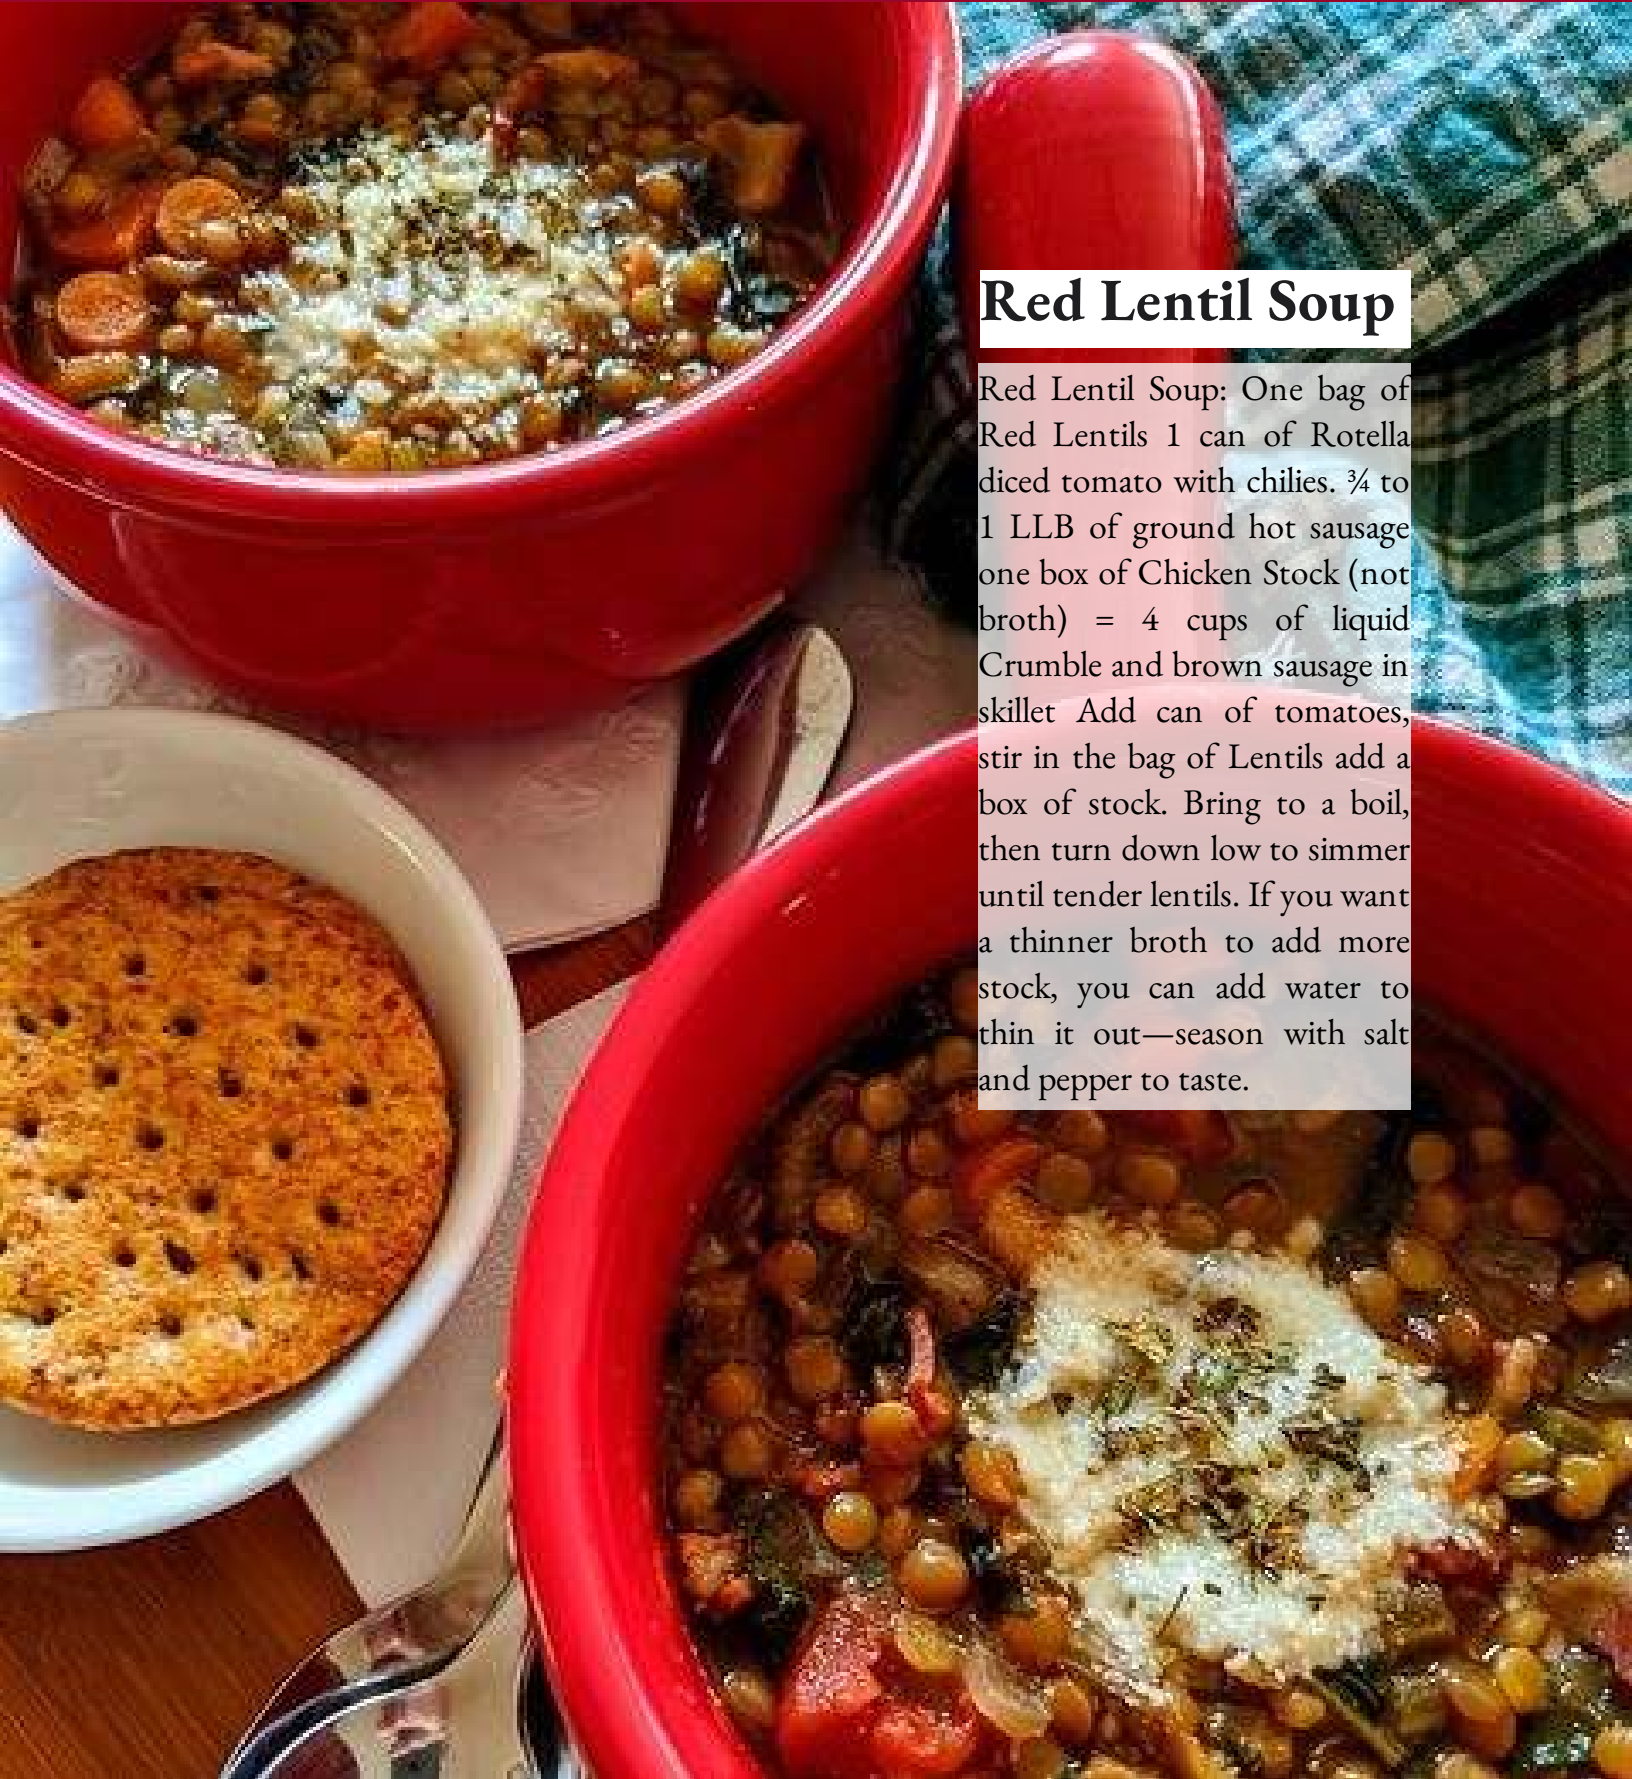 Red Lentil Soup
Red Lentil Soup: One bag of
Red Lentils 1 can of Rotella
diced tomato with chilies. ¾ to
1 LLB of ground hot sausage
one box of Chicken Stock (not
broth) = 4 cups of liquid
Crumble and brown sausage in
skillet Add can of tomatoes,
stir in the bag of Lentils add a
box of stock. Bring to a boil,
then turn down low to simmer
until tender lentils. If you want
a thinner broth to add more
stock, you can add water to
thin it out—season with salt
and pepper to taste.